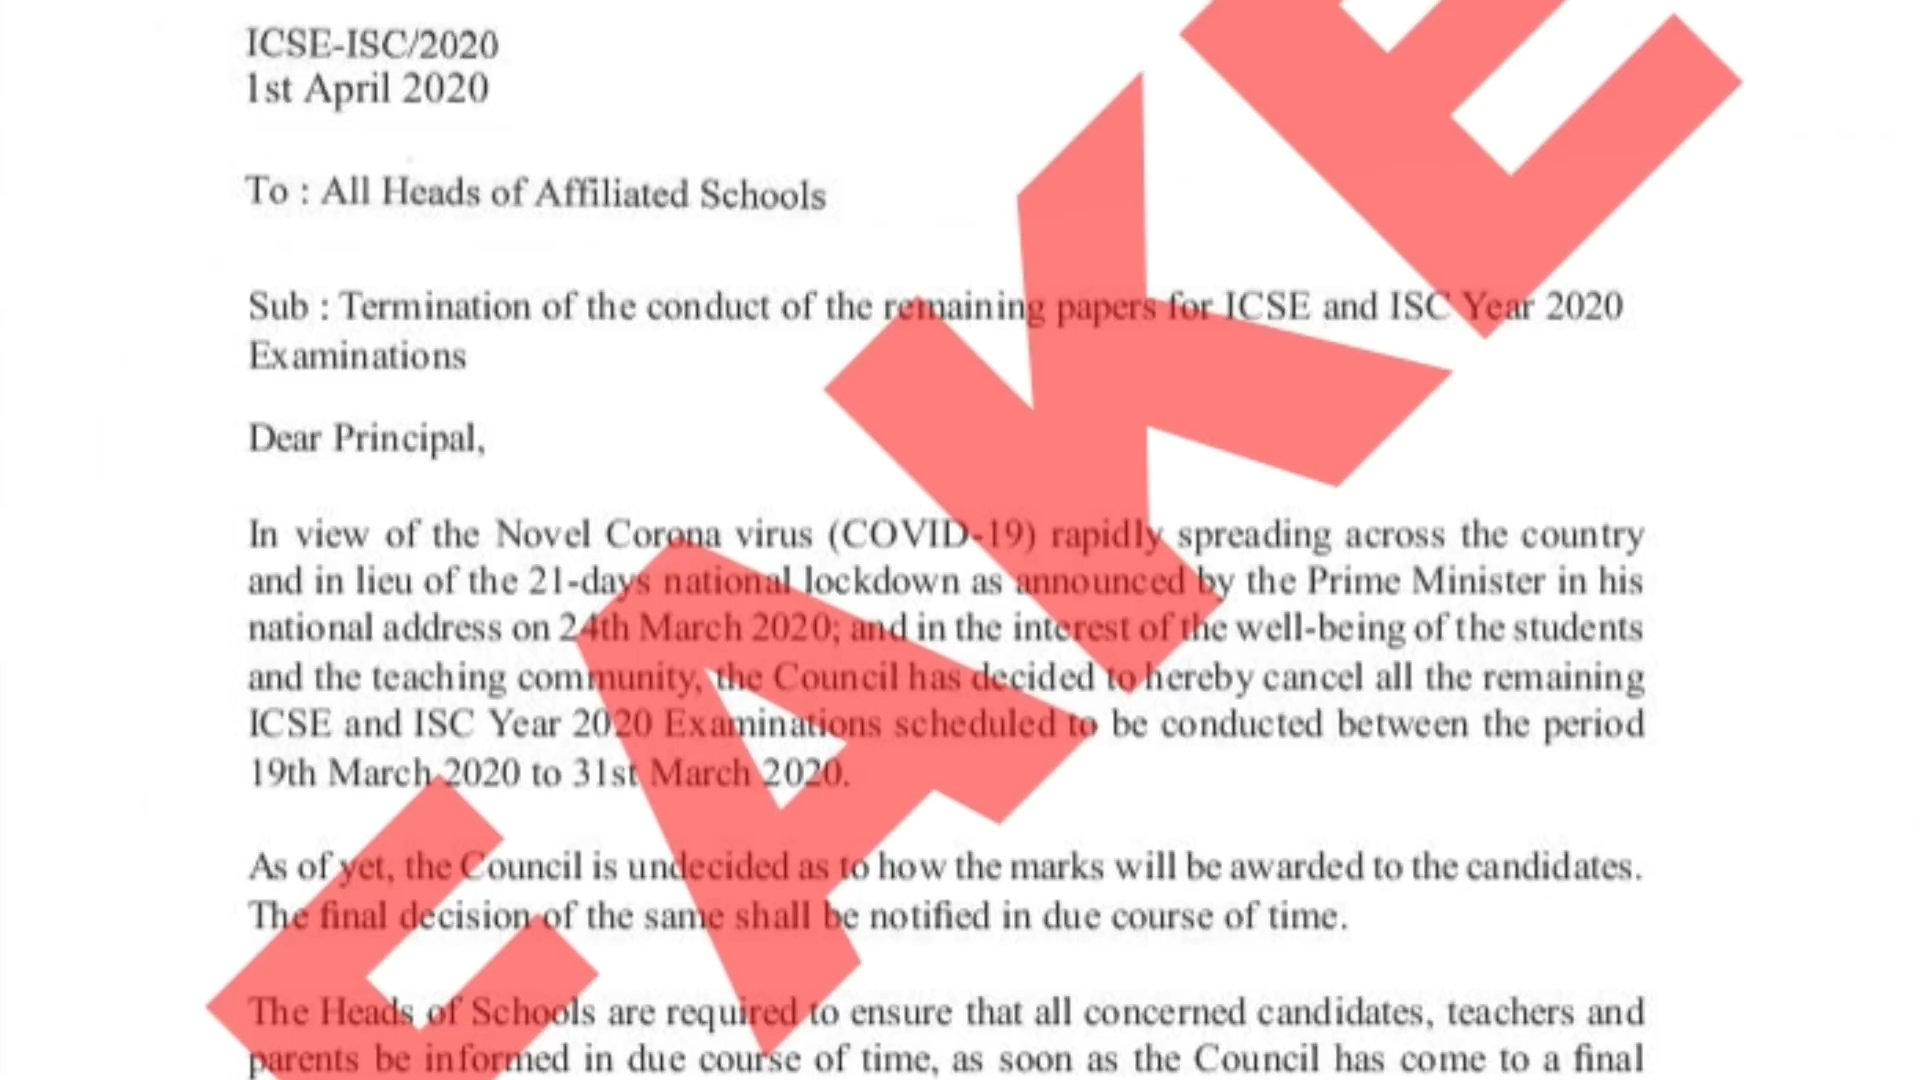 ICSE-ISC/2020
1st April 2020
To : All Heads of Affiliated Schools
Sub : Termination of the conduct of the remaining papers for ICSE and ISC Year 2020
Examinations
Dear Principal,
In view of the Novel Corona virus (COVID-19) rapidly spreading across the country
and in lieu of the 21-days national lockdown as announced by the Prime Minister in his
national address on 24th March 2020; and in the interest of the well-being of the students
and the teaching community, the Council has decided to hereby cancel all the remaining
ICSE and ISC Year 2020 Examinations scheduled to be conducted between the period
19th March 2020 to 31st March 2020.
As of yet, the Council is undecided as to how the marks will be awarded to the candidates.
The final decision of the same shall be notified in due course of time.
The Heads of Schools are required to ensure that all concerned candidates, teachers and
parents be informed in due course of time, as soon as the Council has come to a final
FAKE